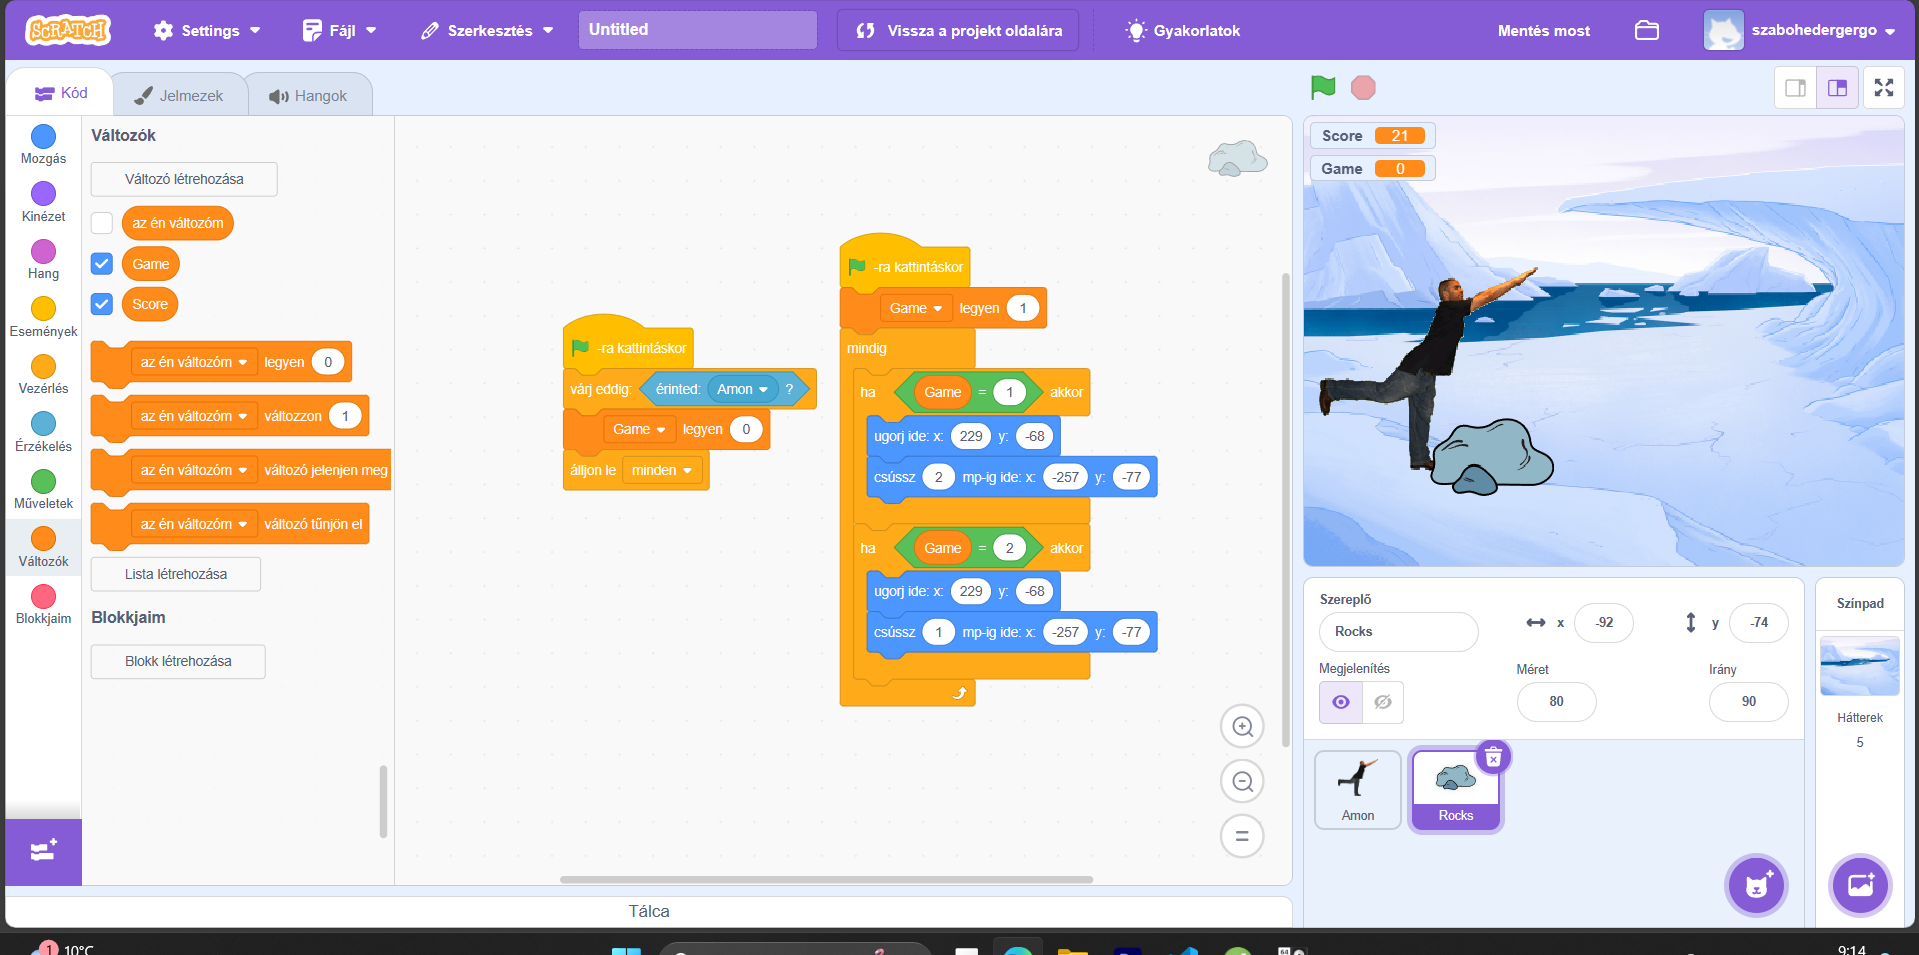 SCRATCH
Settings
Fájl
Szerkesztés
Untitled
Vissza a projekt oldalára
Gyakorlatok
Mentés most
szabohedergergo
Kód
Jelmezek
Hangok
Mozgás
Kinézet
Hang
Események
Vezérlés
Érzékelés
Műveletek
Változók
Blokkjaim
Változók
Változó létrehozása
az én változóm
Game
Score
az én változóm legyen 0
az én változóm változzon 1
az én változóm változó jelenjen meg
az én változóm változó tűnjön el
Lista létrehozása
Blokkjaim
Blokk létrehozása
-ra kattintáskor
várj eddig: érinted: Amon ?
Game legyen 0
álljon le minden
-ra kattintáskor
Game legyen 1
mindig
ha Game = 1 akkor
ugorj ide: x: 229 y: -68
csússz 2 mp-ig ide: x: -257 y: -77
ha Game = 2 akkor
ugorj ide: x: 229 y: -68
csússz 1 mp-ig ide: x: -257 y: -77
Tálca
Score 21
Game 0
Szereplő
Rocks
x -92
y -74
Megjelenítés
Méret
80
Irány
90
Amon
Rocks
Színpad
Hátterek
5
1
10°C
9:14